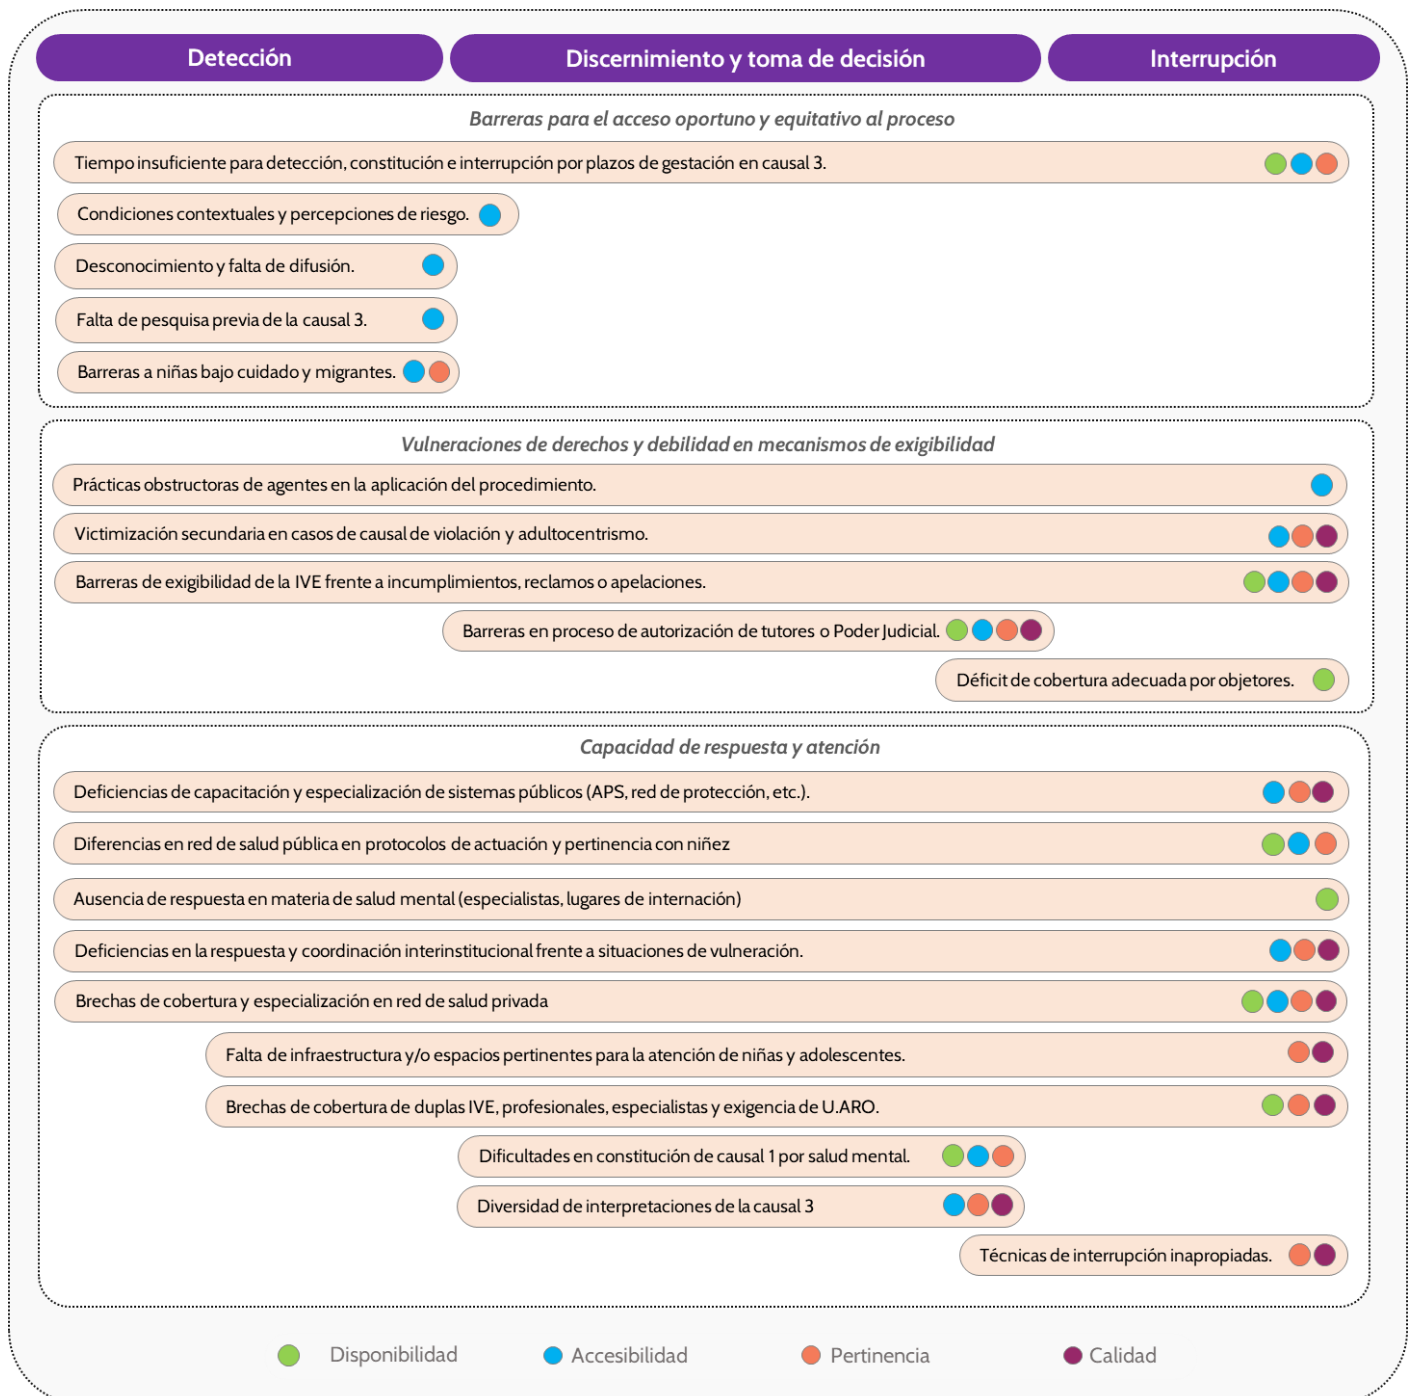 Detección
Discernimiento y toma de decisión
Interrupción
Barreras para el acceso oportuno y equitativo al proceso
Tiempo insuficiente para detección, constitución e interrupción por plazos de gestación en causal 3.
Condiciones contextuales y percepciones de riesgo.
Desconocimiento y falta de difusión.
Falta de pesquisa previa de la causal 3.
Barreras a niñas bajo cuidado y migrantes.
Vulneraciones de derechos y debilidad en mecanismos de exigibilidad
Prácticas obstructoras de agentes en la aplicación del procedimiento.
Victimización secundaria en casos de causal de violación y adultocentrismo.
Barreras de exigibilidad de la IVE frente a incumplimientos, reclamos o apelaciones.
Barreras en proceso de autorización de tutores o Poder Judicial.
Déficit de cobertura adecuada por objetores.
Capacidad de respuesta y atención
Deficiencias de capacitación y especialización de sistemas públicos (APS, red de protección, etc.).
Diferencias en red de salud pública en protocolos de actuación y pertinencia con niñez
Ausencia de respuesta en materia de salud mental (especialistas, lugares de internación)
Deficiencias en la respuesta y coordinación interinstitucional frente a situaciones de vulneración.
Brechas de cobertura y especialización en red de salud privada
Falta de infraestructura y/o espacios pertinentes para la atención de niñas y adolescentes.
Brechas de cobertura de duplas IVE, profesionales, especialistas y exigencia de U.ARO.
Dificultades en constitución de causal 1 por salud mental.
Diversidad de interpretaciones de la causal 3
Técnicas de interrupción inapropiadas.
Disponibilidad
Accesibilidad
Pertinencia
Calidad